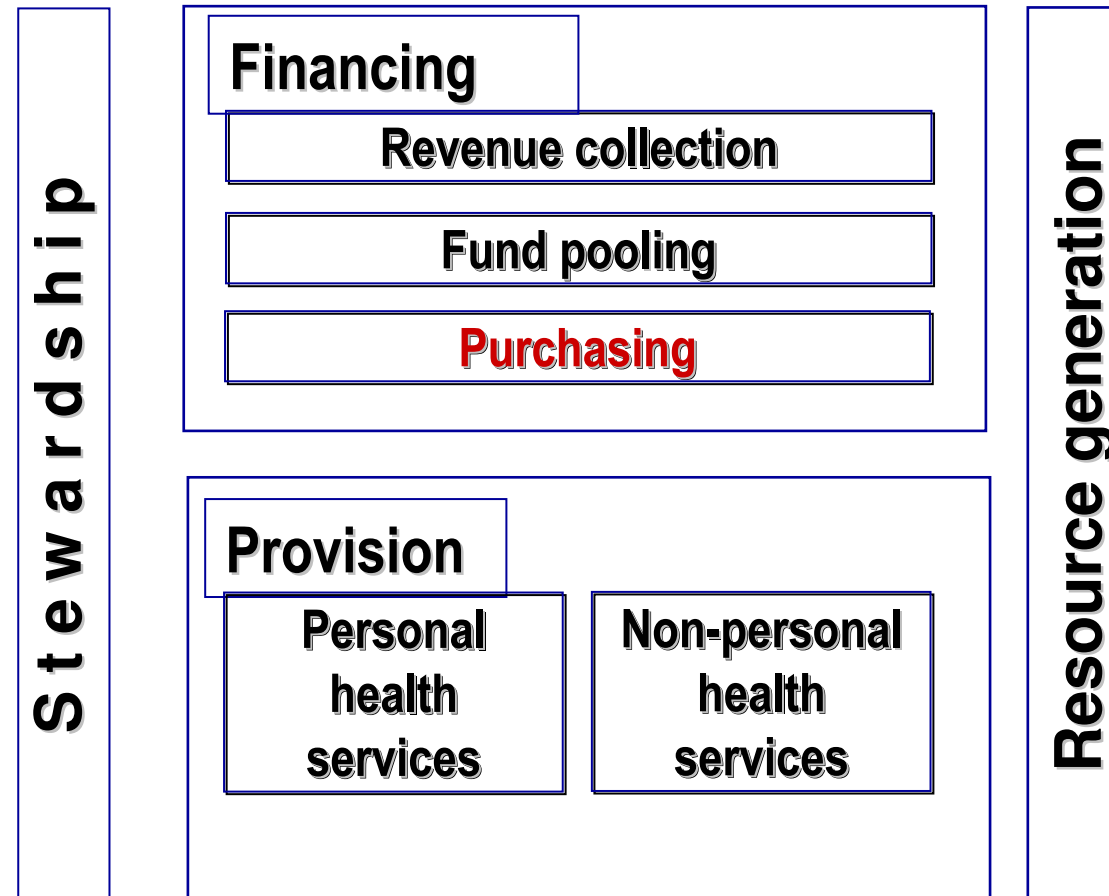 Stewardship
Financing
Revenue collection
Fund pooling
Purchasing
Provision
Personal
health
services
Non-personal
health
services
Resource generation